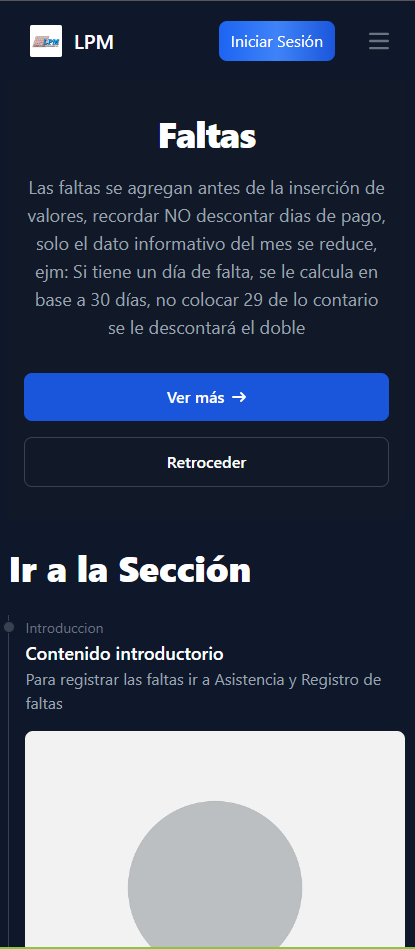 LPM
LPM
Iniciar Sesión
Faltas
Las faltas se agregan antes de la inserción de
valores, recordar NO descontar dias de pago,
solo el dato informativo del mes se reduce,
ejm: Si tiene un día de falta, se le calcula en
base a 30 días, no colocar 29 de lo contario
se le descontará el doble
Ver más →
Retroceder
Ir a la Sección
Introduccion
Contenido introductorio
Para registrar las faltas ir a Asistencia y Registro de
faltas